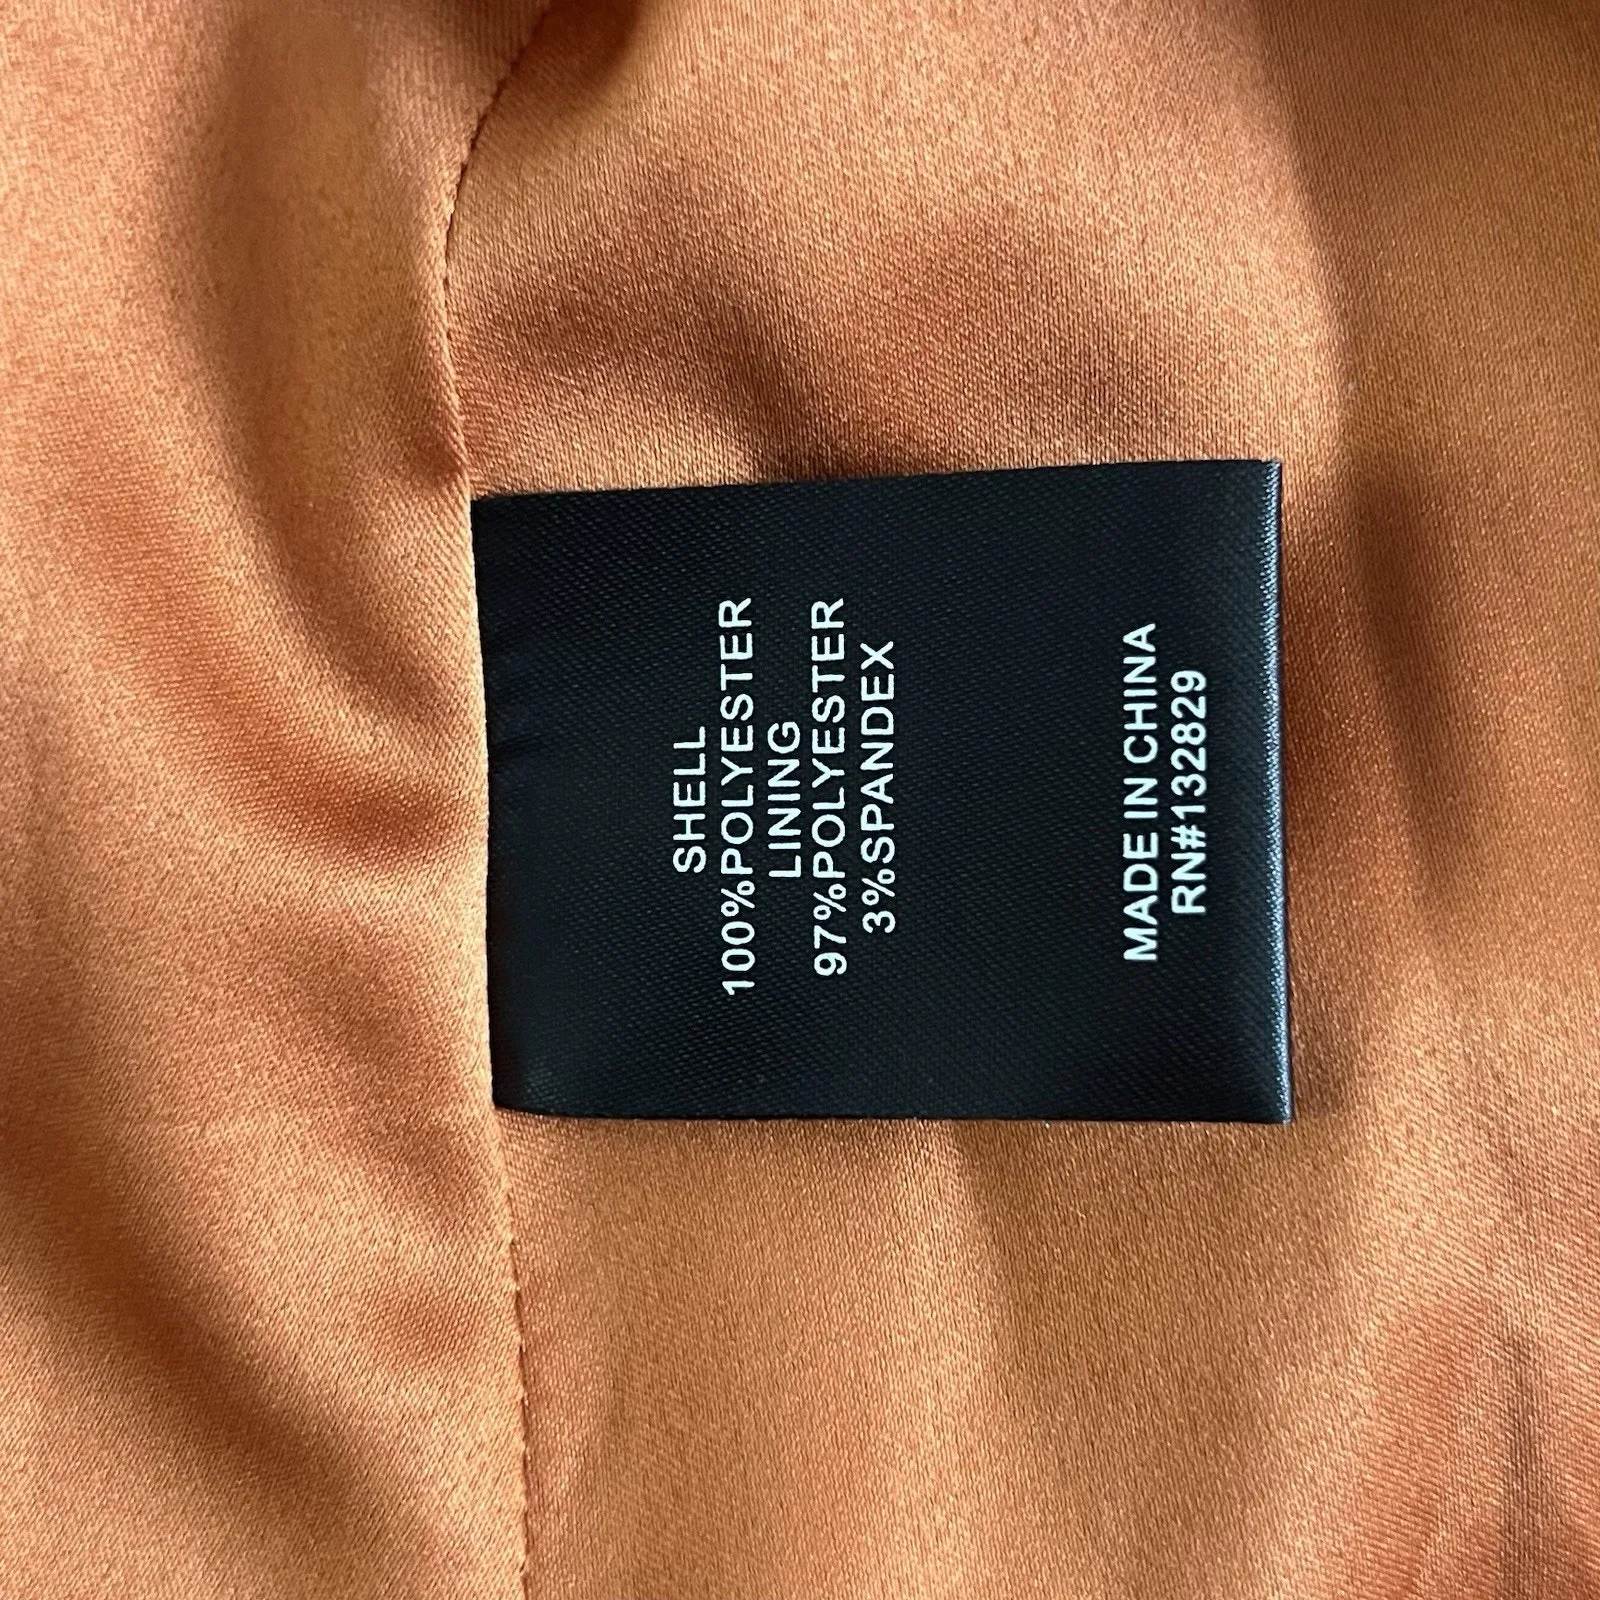 SHELL
100%POLYESTER
LINING
97%POLYESTER
3%SPANDEX
MADE IN CHINA
RN#132829